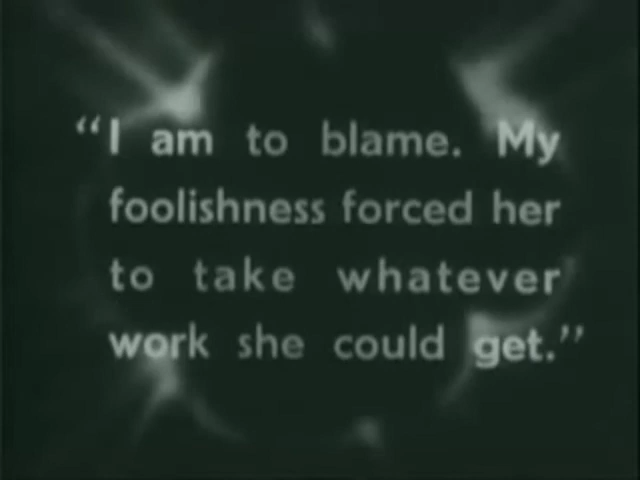 “I am to blame. My
foolishness forced her
to take whatever
work she could get.”